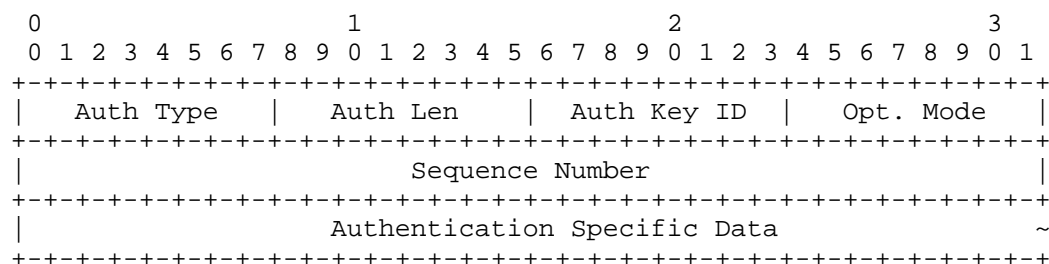 0                   1                   2                   3
 0 1 2 3 4 5 6 7 8 9 0 1 2 3 4 5 6 7 8 9 0 1 2 3 4 5 6 7 8 9 0 1
+-+-+-+-+-+-+-+-+-+-+-+-+-+-+-+-+-+-+-+-+-+-+-+-+-+-+-+-+-+-+-+-+
|   Auth Type   |   Auth Len    |  Auth Key ID  |   Opt. Mode   |
+-+-+-+-+-+-+-+-+-+-+-+-+-+-+-+-+-+-+-+-+-+-+-+-+-+-+-+-+-+-+-+-+
|                        Sequence Number                        |
+-+-+-+-+-+-+-+-+-+-+-+-+-+-+-+-+-+-+-+-+-+-+-+-+-+-+-+-+-+-+-+-+
|                   Authentication Specific Data                ~
+-+-+-+-+-+-+-+-+-+-+-+-+-+-+-+-+-+-+-+-+-+-+-+-+-+-+-+-+-+-+-+-+